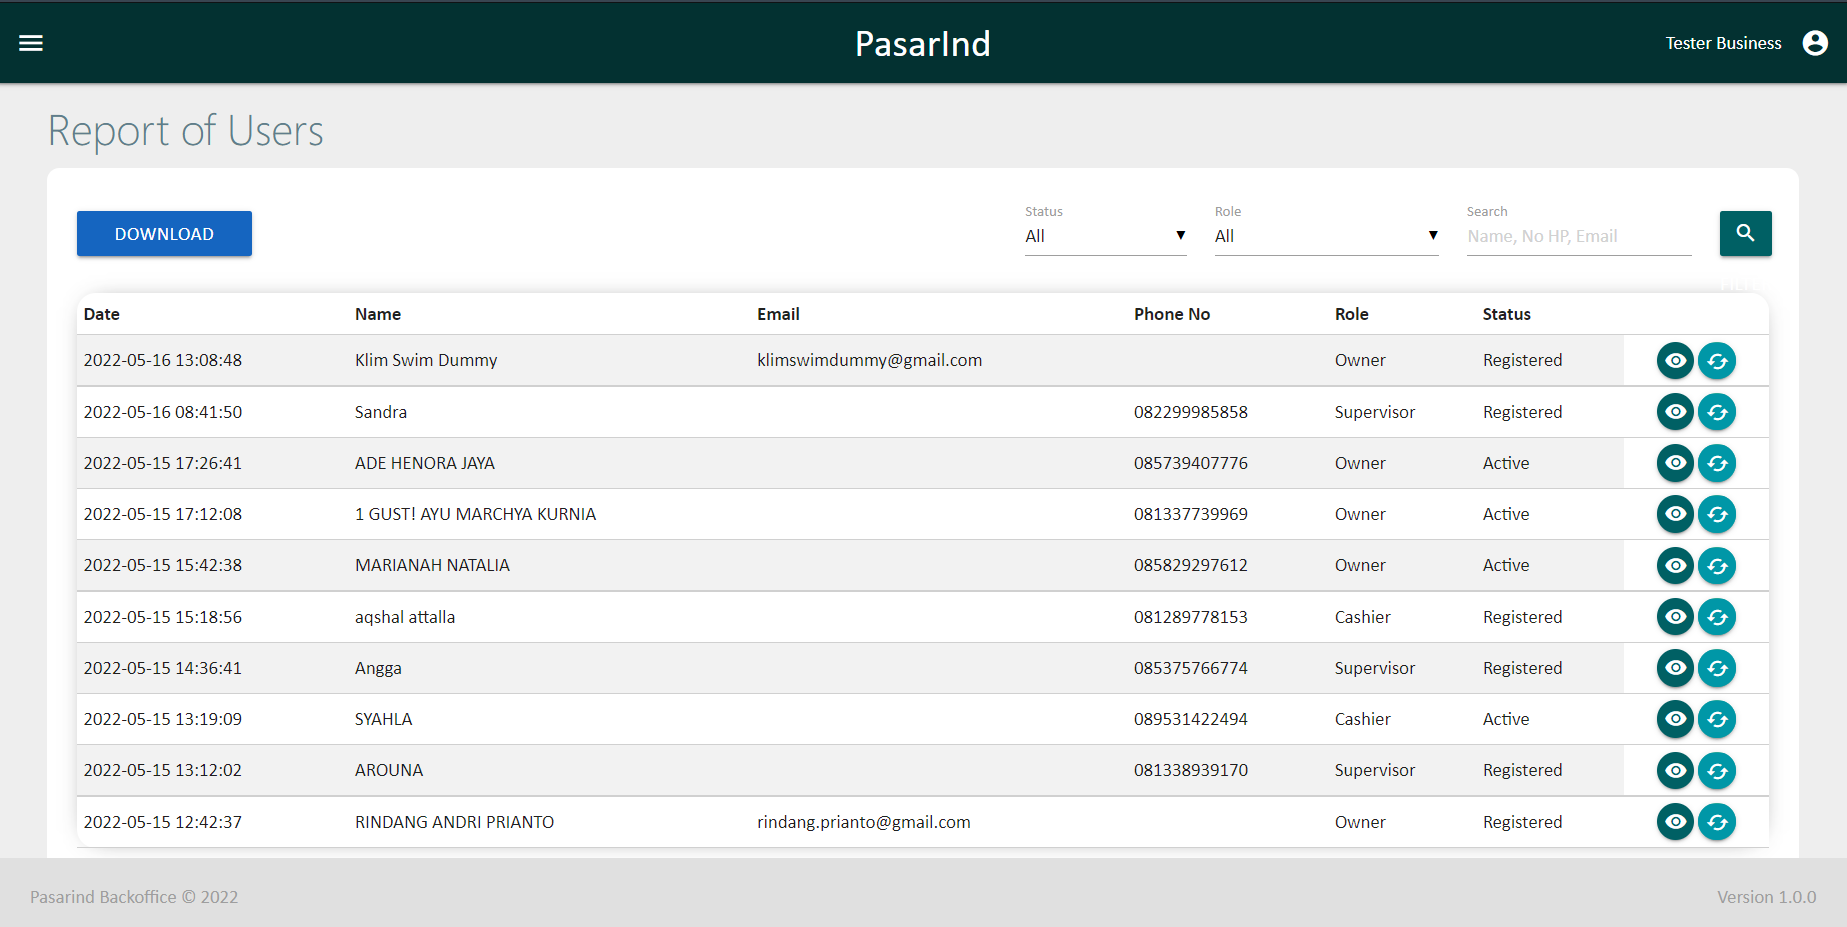 PasarInd
Tester Business
Report of Users
DOWNLOAD
Status
All
Role
All
Search
Name, No HP, Email
Date Name Email Phone No Role Status
2022-05-16 13:08:48 Klim Swim Dummy klimswimdummy@gmail.com Owner Registered
2022-05-16 08:41:50 Sandra 082299985858 Supervisor Registered
2022-05-15 17:26:41 ADE HENORA JAYA 085739407776 Owner Active
2022-05-15 17:12:08 1 GUST! AYU MARCHYA KURNIA 081337739969 Owner Active
2022-05-15 15:42:38 MARIANAH NATALIA 085829297612 Owner Active
2022-05-15 15:18:56 aqshal attalla 081289778153 Cashier Registered
2022-05-15 14:36:41 Angga 085375766774 Supervisor Registered
2022-05-15 13:19:09 SYAHLA 089531422494 Cashier Active
2022-05-15 13:12:02 AROUNA 081338939170 Supervisor Registered
2022-05-15 12:42:37 RINDANG ANDRI PRIANTO rindang.prianto@gmail.com Owner Registered
Pasarind Backoffice © 2022
Version 1.0.0